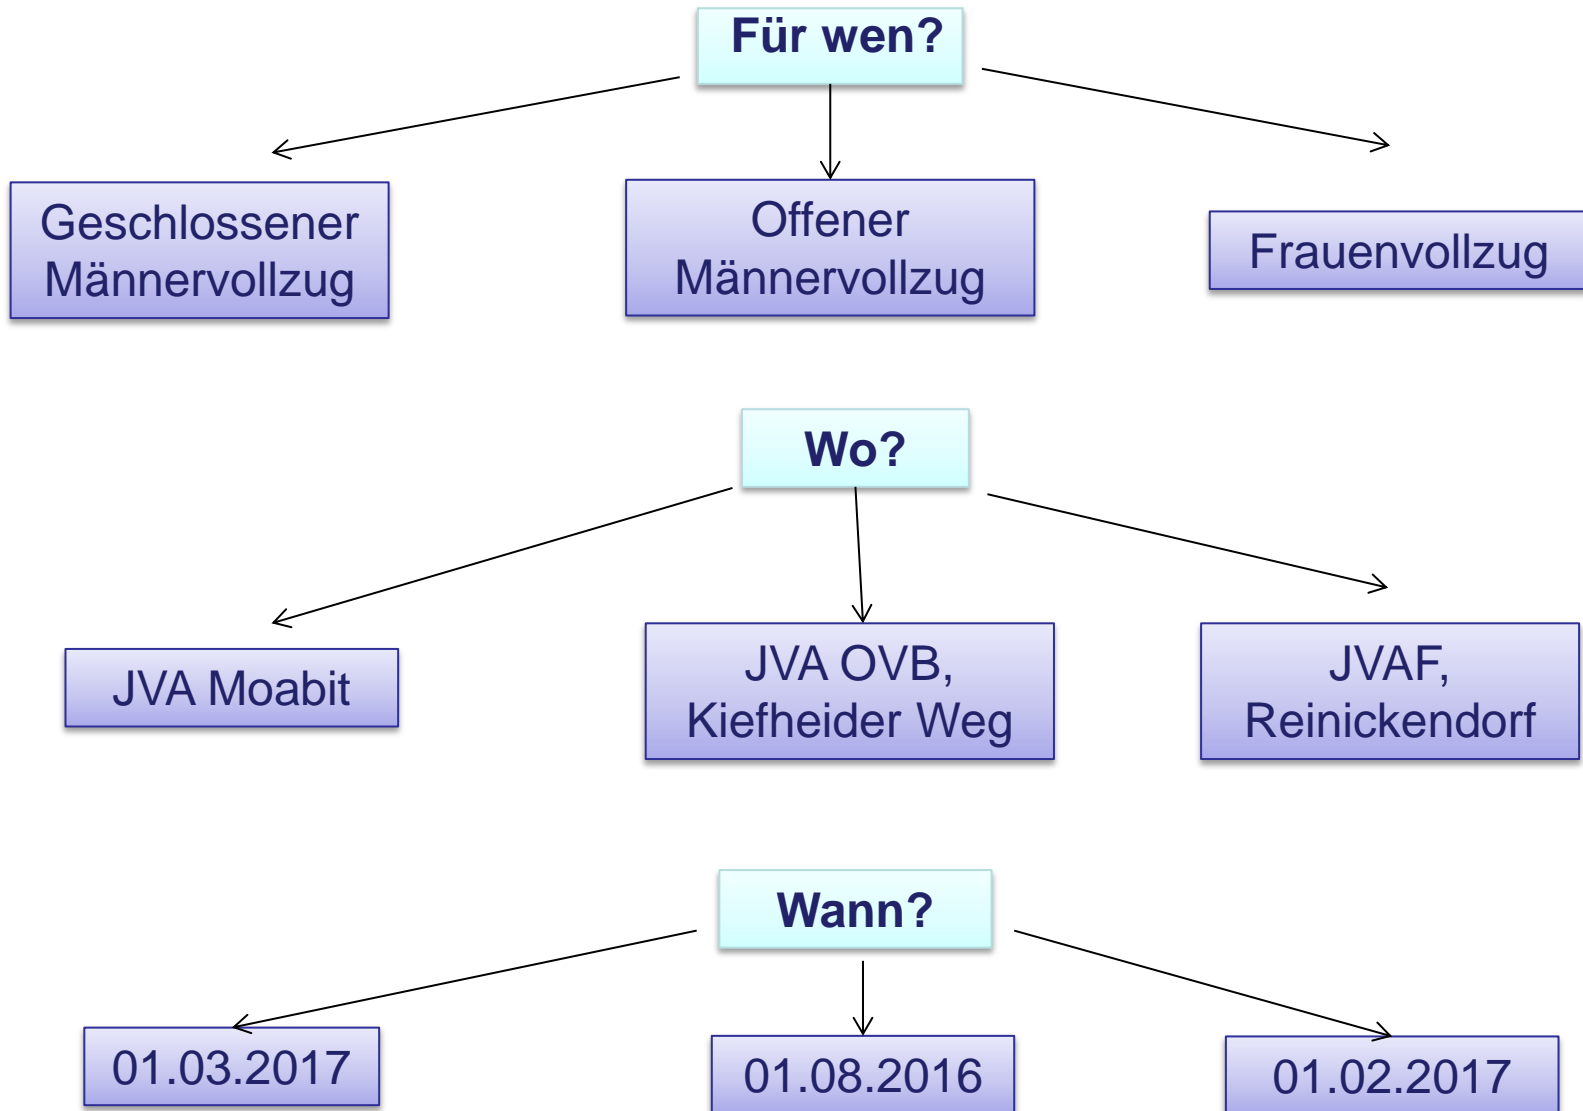 Für wen?
Geschlossener
Männervollzug
Offener
Männervollzug
Frauenvollzug
Wo?
JVA Moabit
JVA OVB,
Kiefheider Weg
JVAF,
Reinickendorf
Wann?
01.03.2017
01.08.2016
01.02.2017